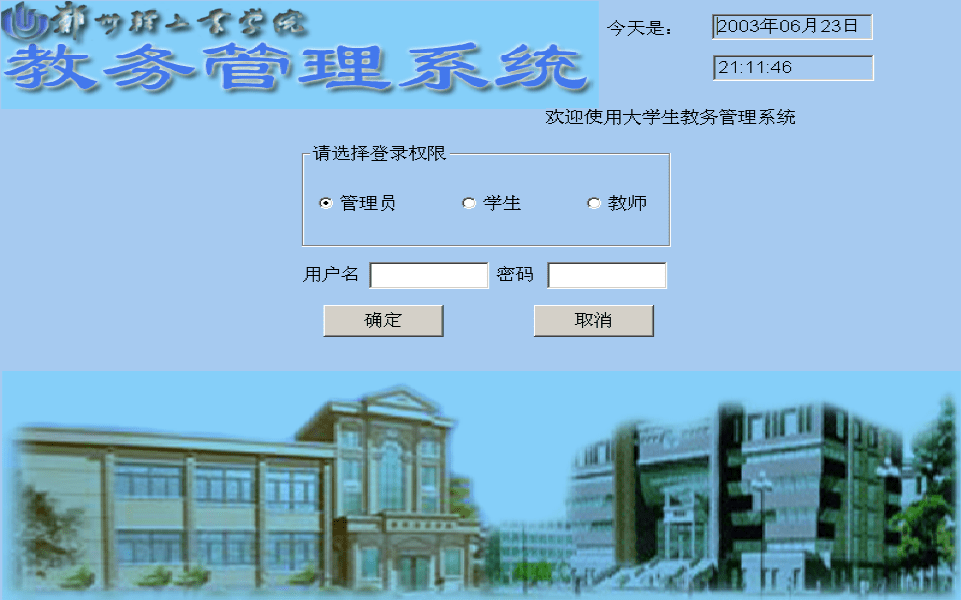 郑州轻工业学院
教务管理系统
今天是：
2003年06月23日
21:11:46
欢迎使用大学生教务管理系统
请选择登录权限
管理员
学生
教师
用户名
密码
确定
取消